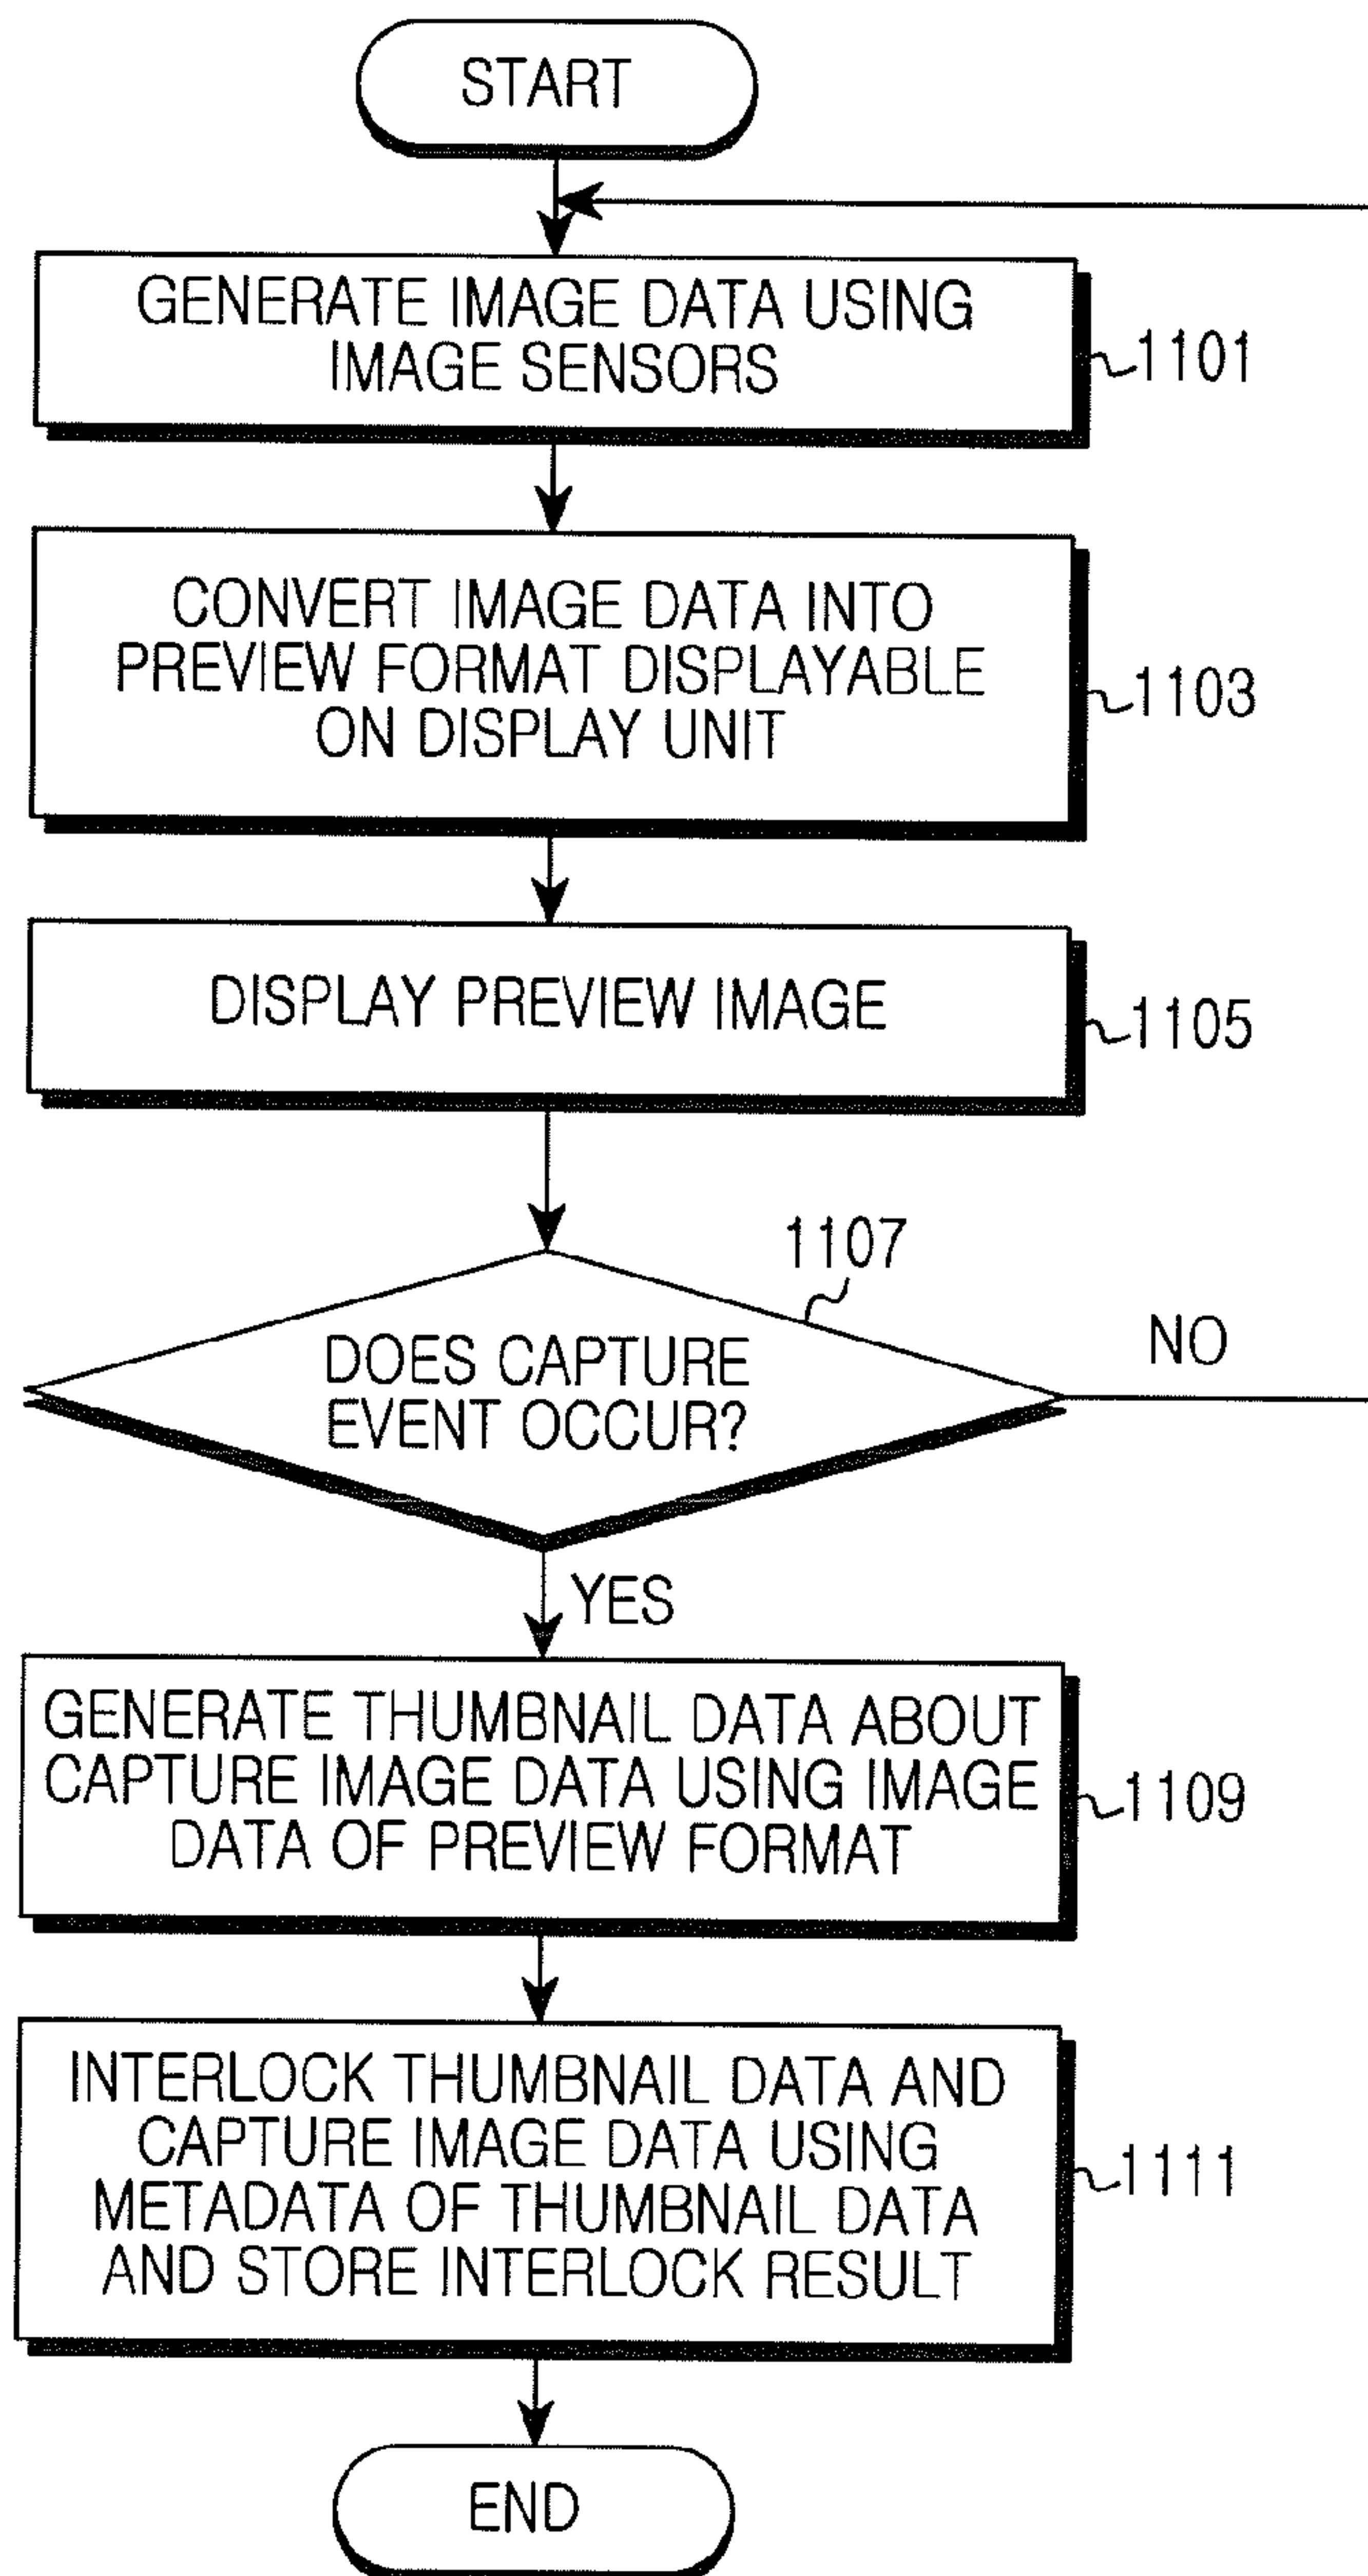 START
GENERATE IMAGE DATA USING
IMAGE SENSORS
1101
CONVERT IMAGE DATA INTO
PREVIEW FORMAT DISPLAYABLE
ON DISPLAY UNIT
1103
DISPLAY PREVIEW IMAGE
1105
1107
DOES CAPTURE
EVENT OCCUR?
NO
YES
GENERATE THUMBNAIL DATA ABOUT
CAPTURE IMAGE DATA USING IMAGE
DATA OF PREVIEW FORMAT
1109
INTERLOCK THUMBNAIL DATA AND
CAPTURE IMAGE DATA USING
METADATA OF THUMBNAIL DATA
AND STORE INTERLOCK RESULT
1111
END